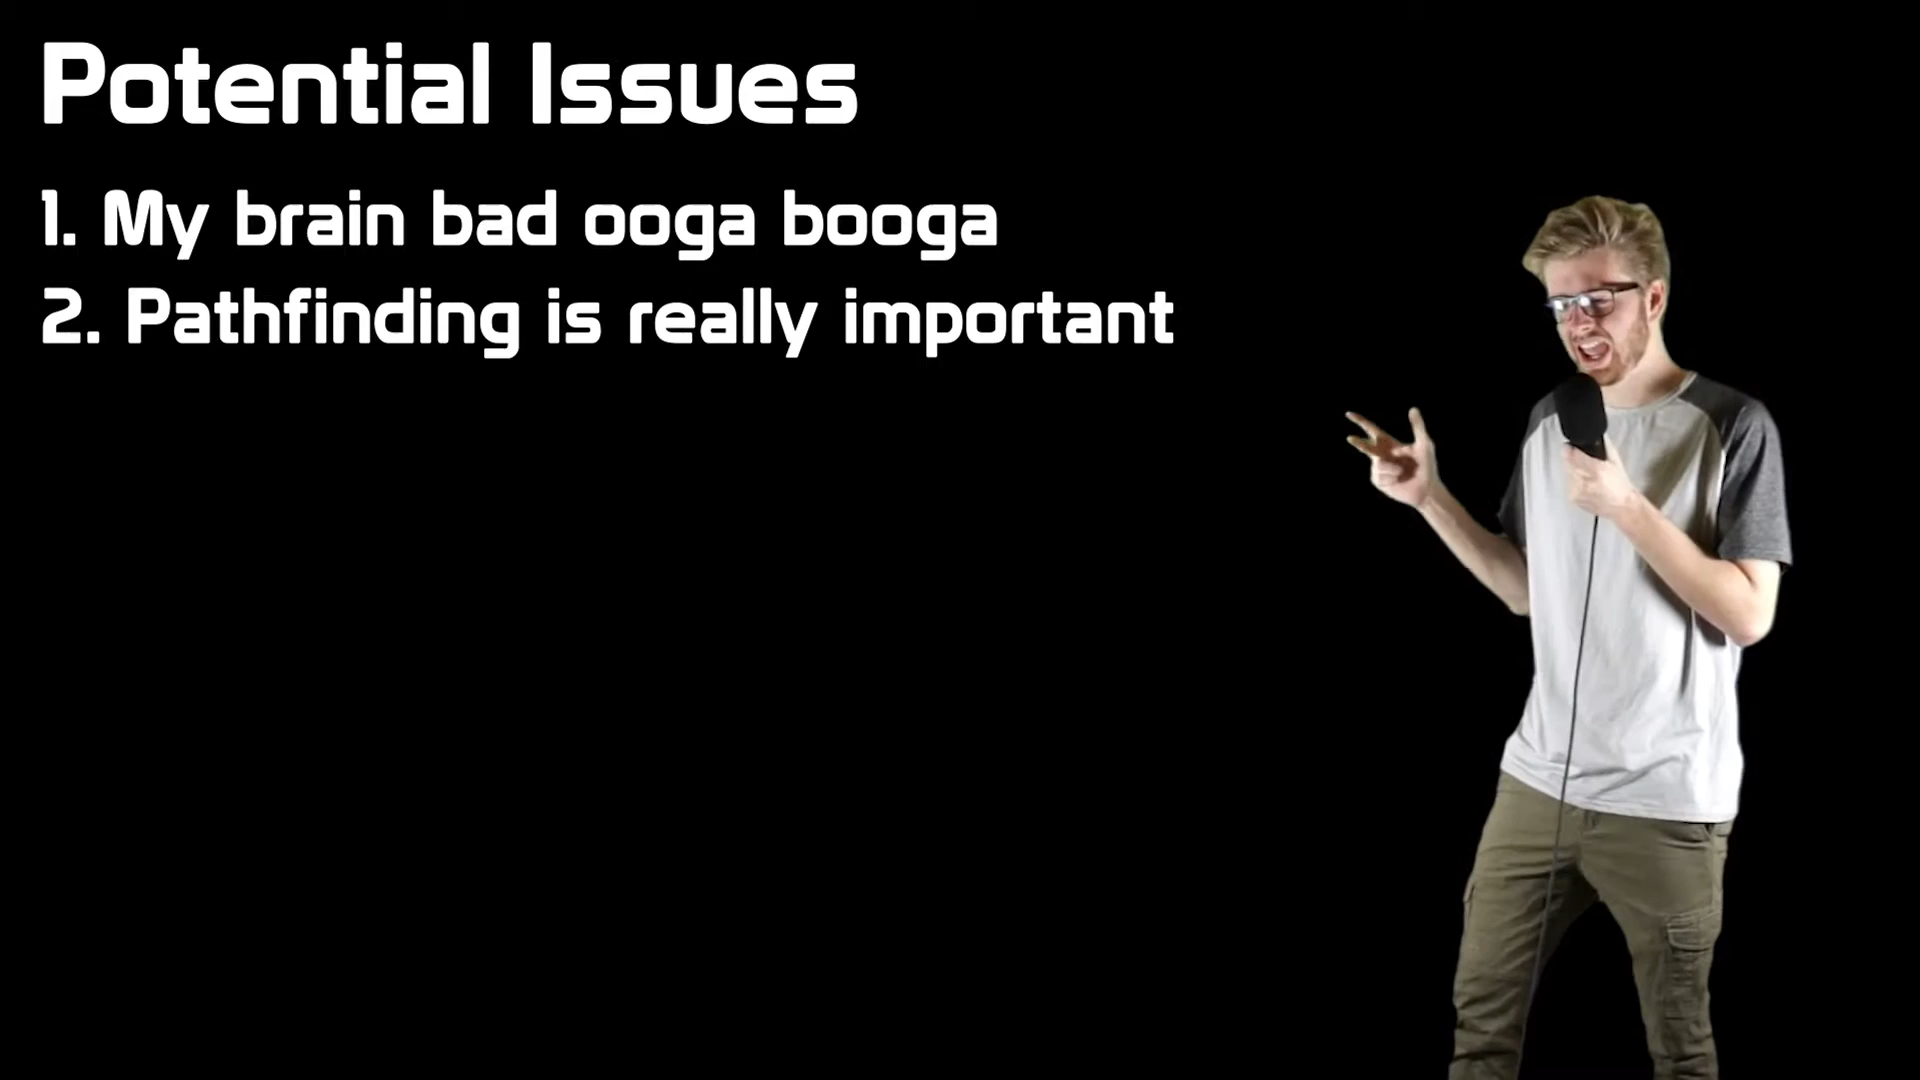 Potential Issues
1. My brain bad ooga booga
2. Pathfinding is really important